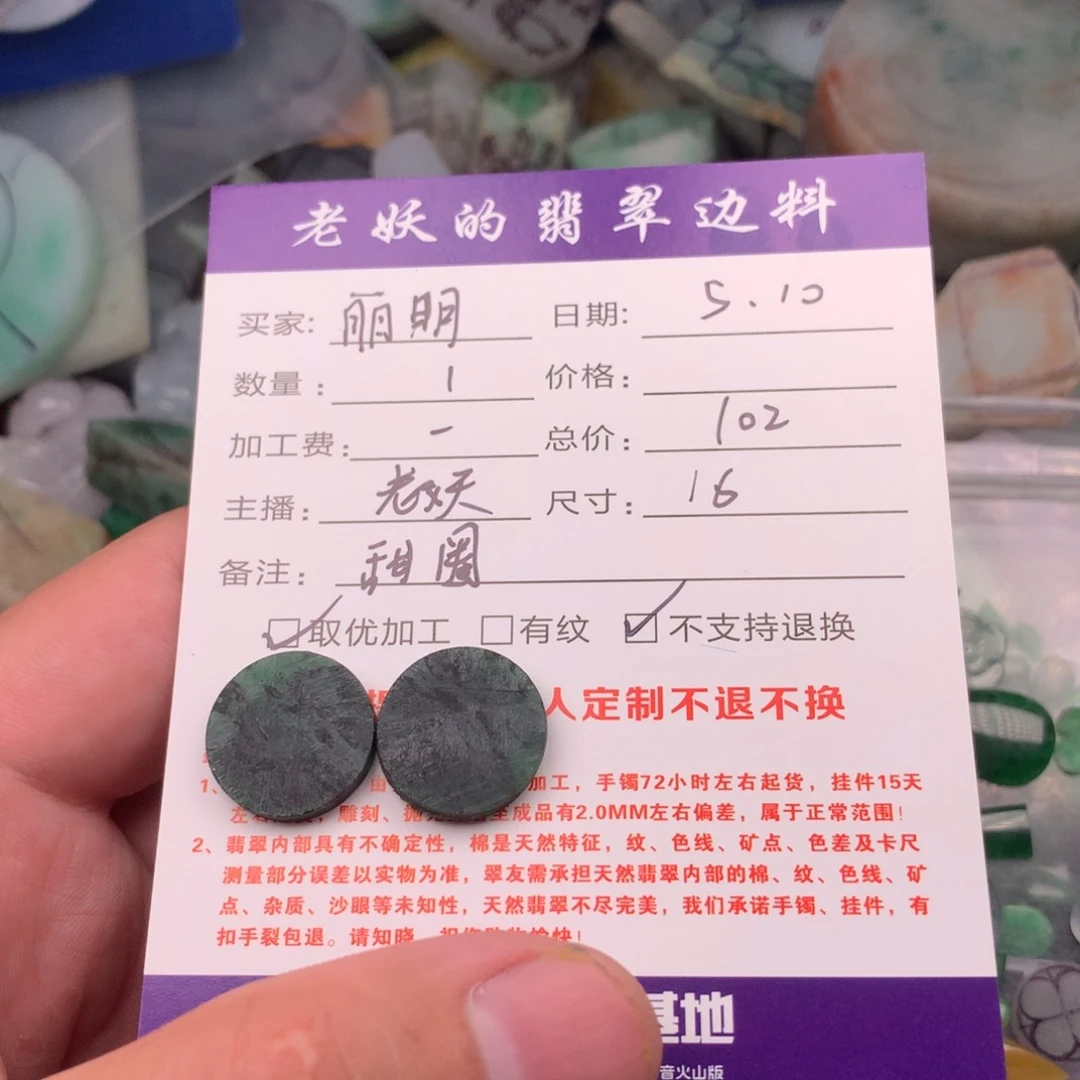 老妖的翡翠边料
买家: 丽明 日期: 5.10
数量: 1 价格:
加工费: 一 总价: 102
主播: 老妖 尺寸: 16
备注: 甜圈
☑取优加工 □有纹 ☑不支持退换
人定制不退不换
1、 由 加工，手镯72小时左右起货，挂件15天
左 雕刻、 成品有2.0MM左右偏差，属于正常范围！
2、翡翠内部具有不确定性，棉是天然特征，纹、色线、矿点、色差及卡尺
测量部分误差以实物为准，翠友需承担天然翡翠内部的棉、纹、色线、矿
点、杂质、沙眼等未知性，天然翡翠不尽完美，我们承诺手镯、挂件，有
扣手裂包退。请知晓
基地
音火山版